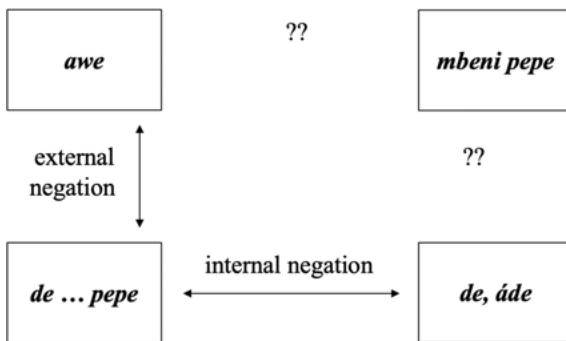 ??
awe
mbeni pepe
external
negation
??
internal negation
de … pepe
de, áde